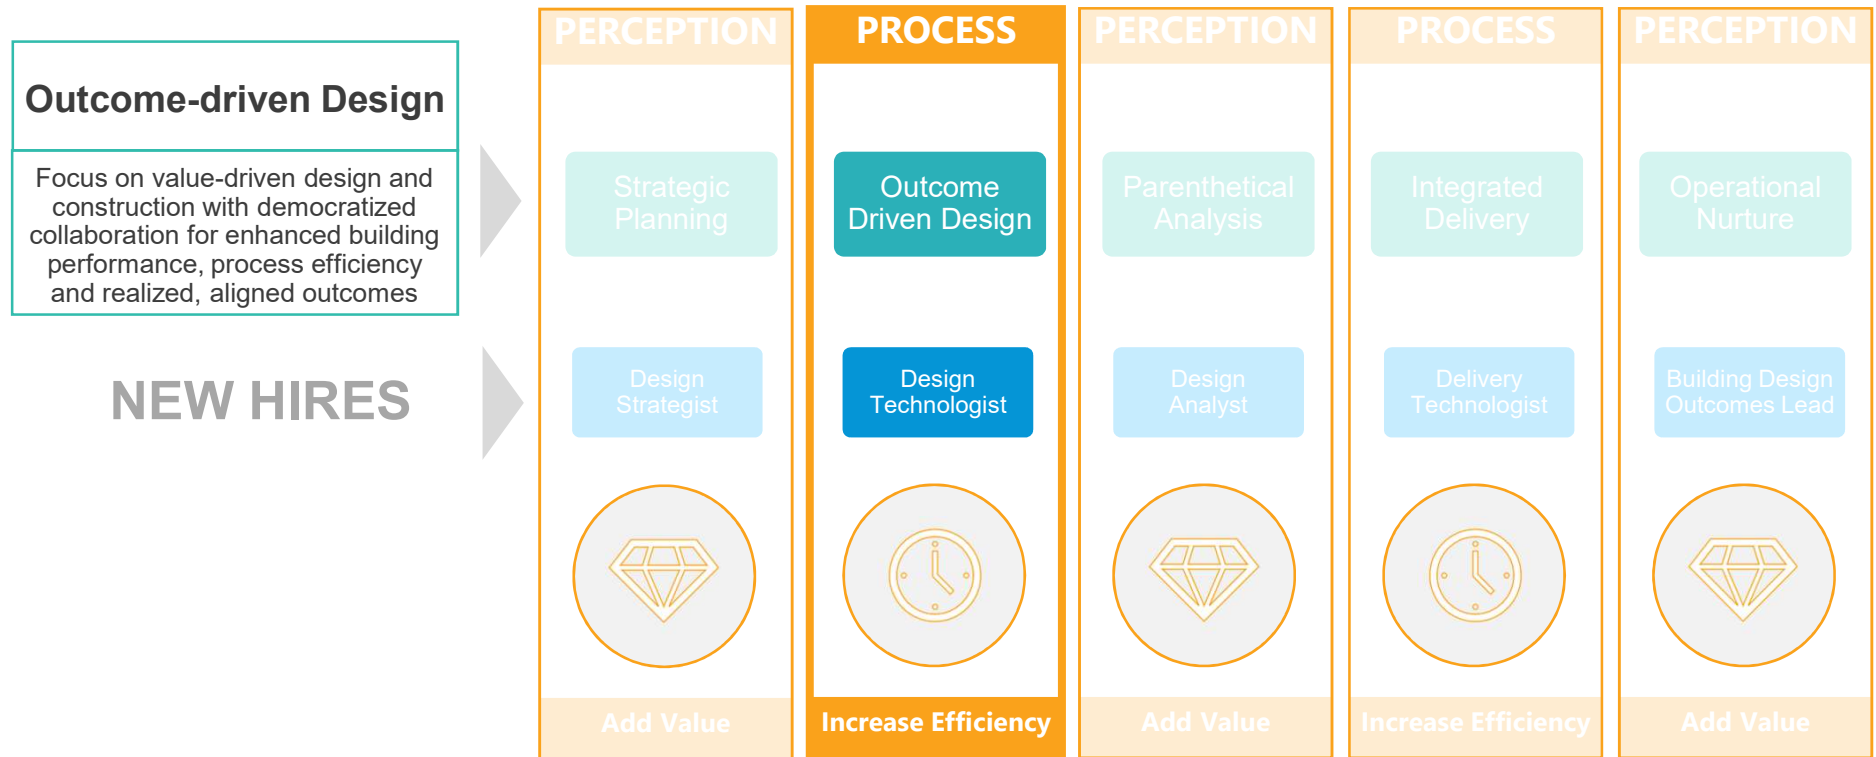 Outcome-driven Design
Focus on value-driven design and
construction with democratized
collaboration for enhanced building
performance, process efficiency
and realized, aligned outcomes
NEW HIRES
PERCEPTION
Strategic
Planning
Design
Strategist
Add Value
PROCESS
Outcome
Driven Design
Design
Technologist
Increase Efficiency
PERCEPTION
Parenthetical
Analysis
Design
Analyst
Add Value
PROCESS
Integrated
Delivery
Delivery
Technologist
Increase Efficiency
PERCEPTION
Operational
Nurture
Building Design
Outcomes Lead
Add Value